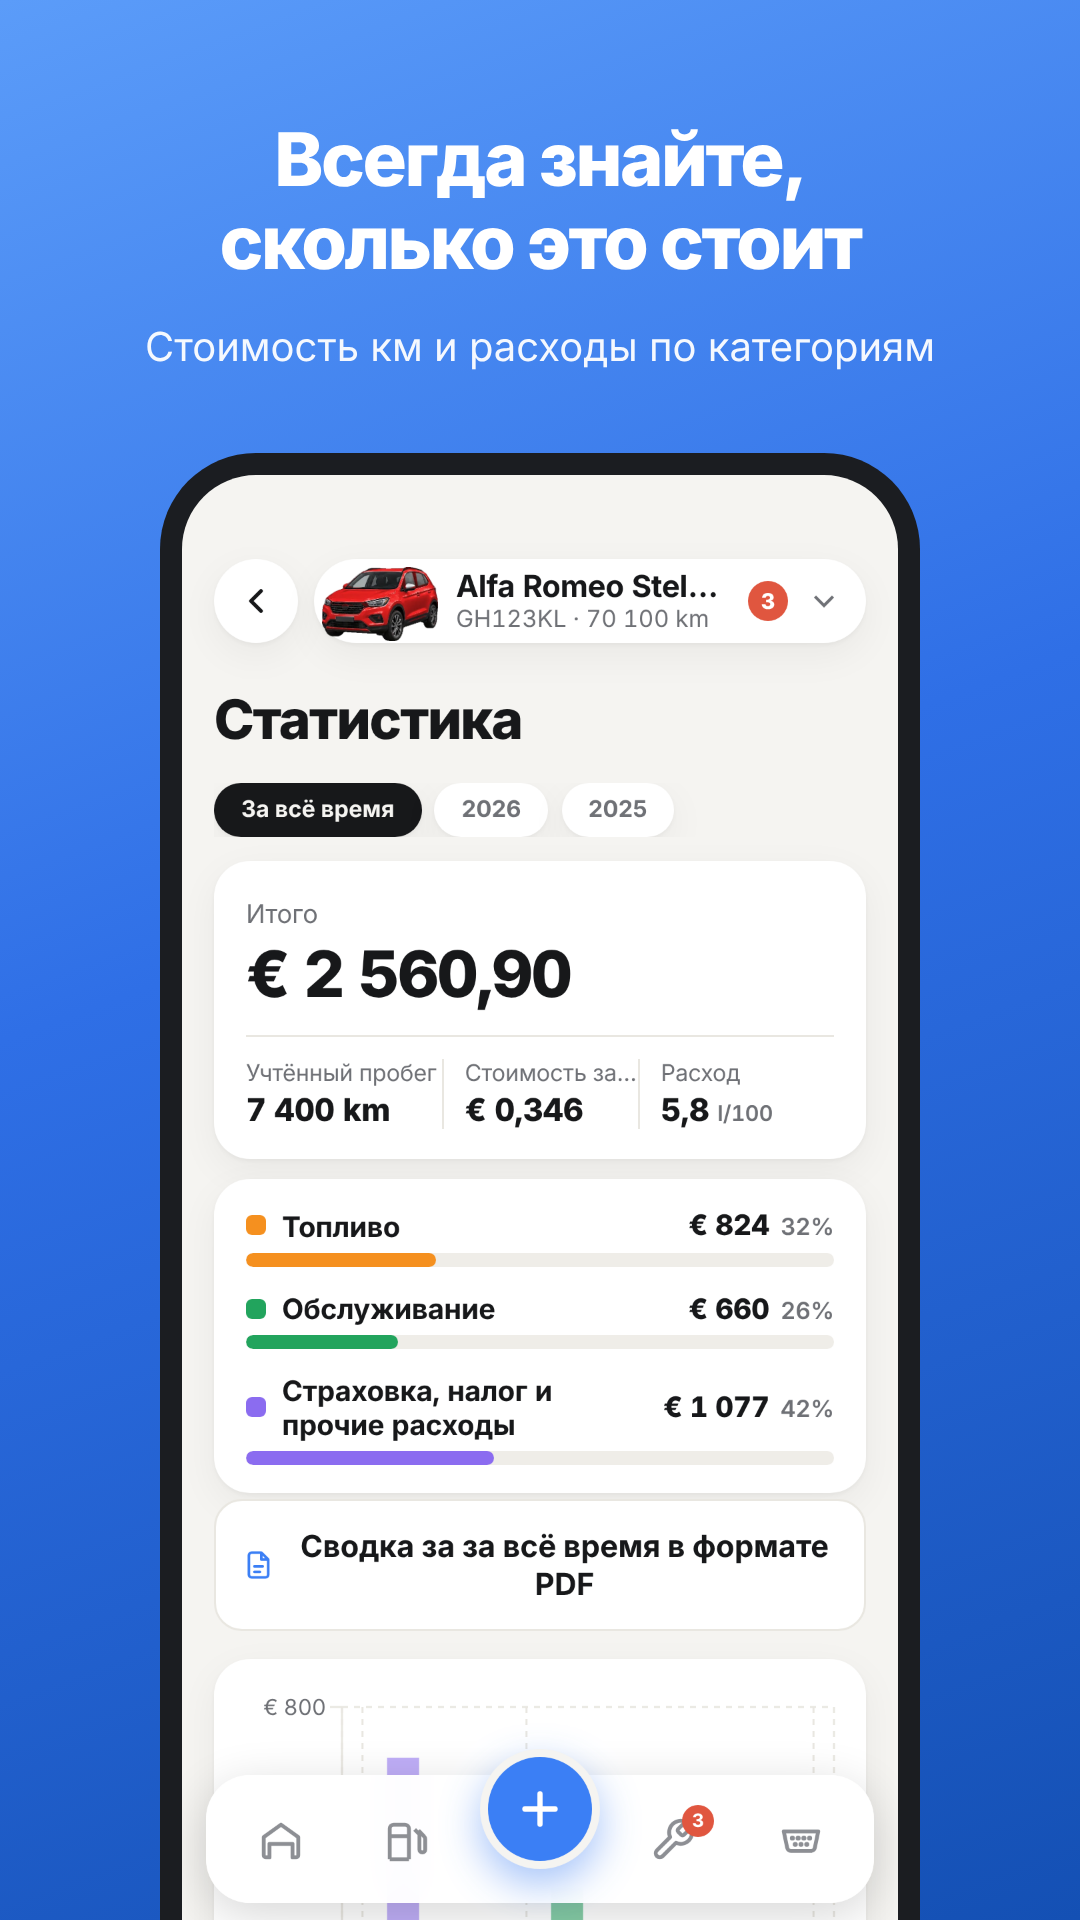 Всегда знайте,
сколько это стоит
Стоимость км и расходы по категориям
Alfa Romeo Stel...
3
GH123KL · 70 100 km
Статистика
За всё время
2026
2025
Итого
€ 2 560,90
Учтённый пробег
Стоимость за...
Расход
7 400 km
€ 0,346
5,8 l/100
Топливо
€ 824 32%
Обслуживание
€ 660 26%
Страховка, налог и
прочие расходы
€ 1 077 42%
Сводка за за всё время в формате
PDF
€ 800
3